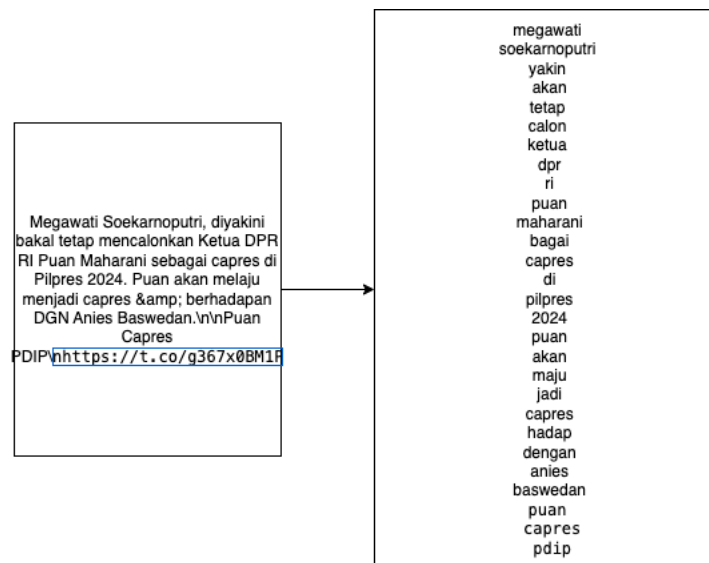 Megawati Soekarnoputri, diyakini
bakal tetap mencalonkan Ketua DPR
RI Puan Maharani sebagai capres di
Pilpres 2024. Puan akan melaju
menjadi capres &amp; berhadapan
DGN Anies Baswedan.\n\nPuan
Capres
PDIP\nhttps://t.co/g367x0BM1R
megawati
soekarnoputri
yakin
akan
tetap
calon
ketua
dpr
ri
puan
maharani
bagai
capres
di
pilpres
2024
puan
akan
maju
jadi
capres
hadap
dengan
anies
baswedan
puan
capres
pdip